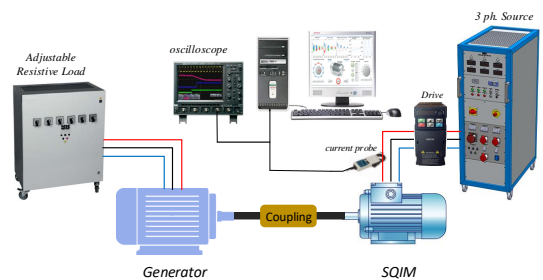 3 ph. Source
Adjustable
Resistive Load
oscilloscope
Drive
current probe
Coupling
Generator
SQIM